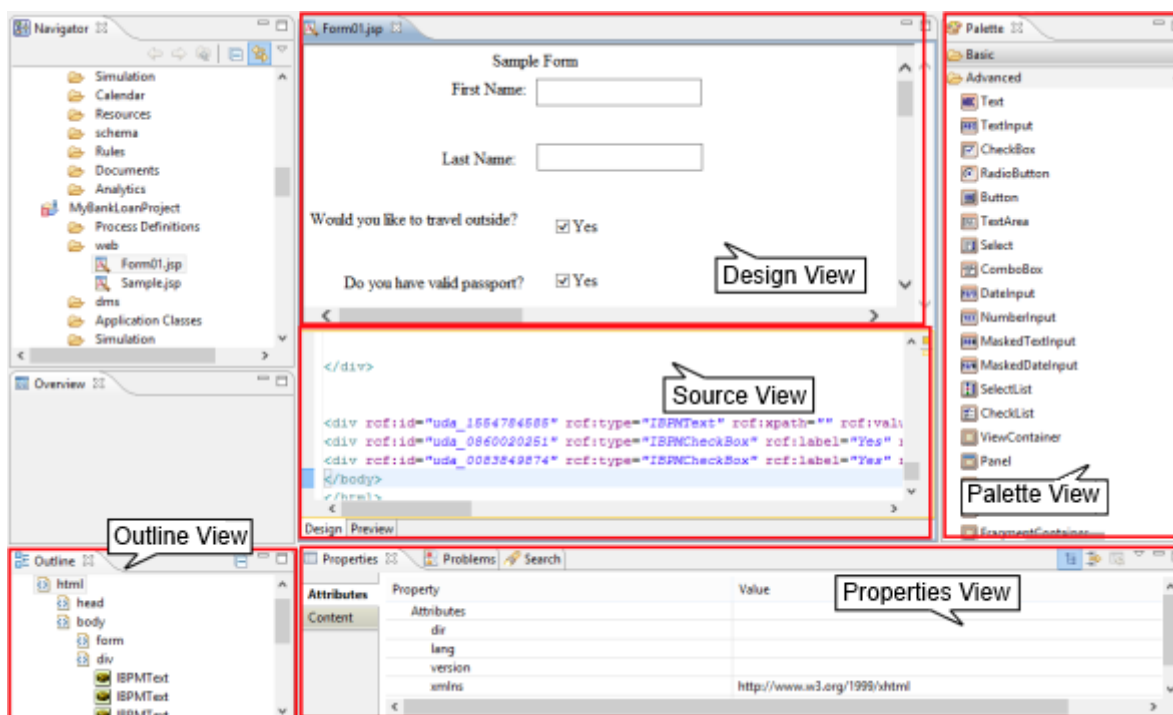 Navigator
Simulation
Calendar
Resources
schema
Rules
Documents
Analytics
MyBankLoanProject
Process Definitions
web
Form01.jsp
Sample.jsp
dms
Application Classes
Simulation
Overview
Outline View
Outline
html
head
body
form
div
IBPMText
IBPMText
IBPMText
Form01.jsp
Sample Form
First Name:
Last Name:
Would you like to travel outside?
Yes
Do you have valid passport?
Yes
Design View
</div>
Source View
<div rcf:id="uda_1554784585" rcf:type="IBPMText" rcf:xpath="" rcf:valu
<div rcf:id="uda_0860020251" rcf:type="IBPMCheckBox" rcf:label="Yes"
<div rcf:id="uda_0083849874" rcf:type="IBPMCheckBox" rcf:label="Yes"
</body>
</html>
Design Preview
Properties Problems Search
Attributes
Content
Property Value
Attributes
dir
lang
version
xmlns http://www.w3.org/1999/xhtml
Properties View
Palette
Basic
Advanced
Text
TextInput
CheckBox
RadioButton
Button
TextArea
Select
ComboBox
DateInput
NumberInput
MaskedTextInput
MaskedDateInput
SelectList
CheckList
ViewContainer
Panel
Palette View
FragmentContainer